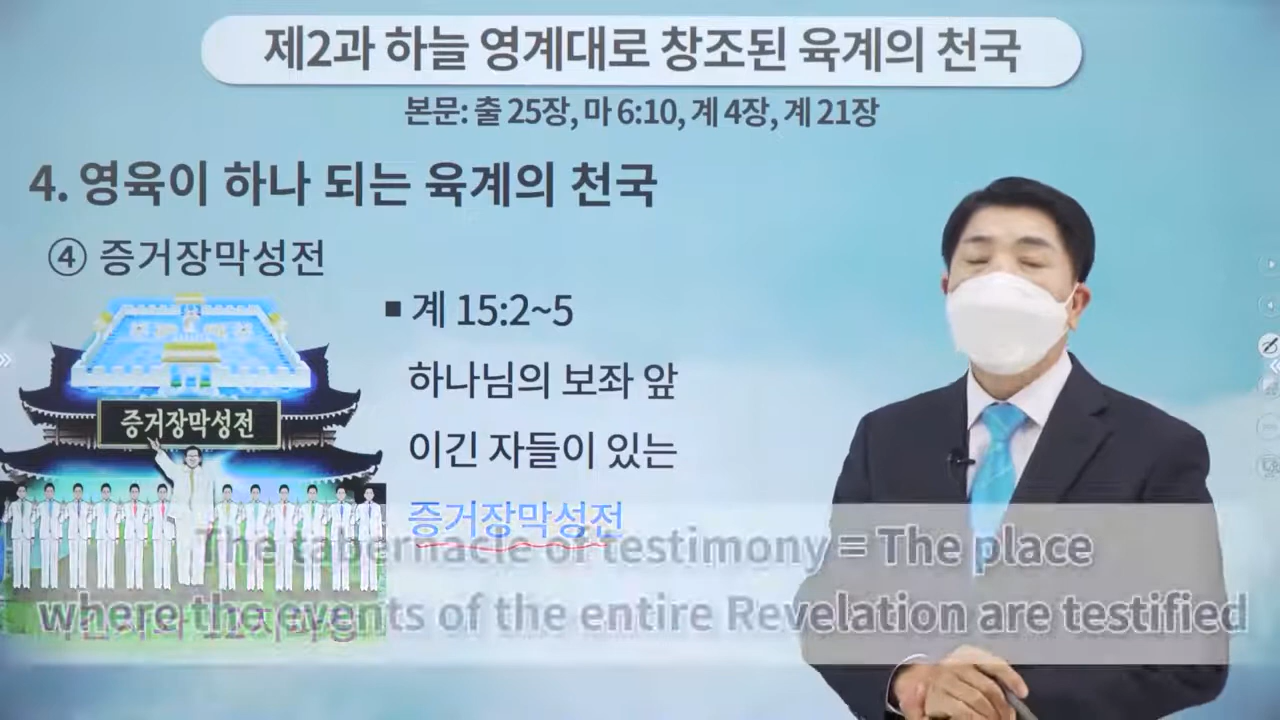 제2과 하늘 영계대로 창조된 육계의 천국
본문: 출 25장, 마 6:10, 계 4장, 계 21장
4. 영육이 하나 되는 육계의 천국
④ 증거장막성전
■ 계 15:2~5
하나님의 보좌 앞
이긴 자들이 있는
증거장막성전
증거장막성전
The tabernacle of testimony = The place
where the events of the entire Revelation are testified